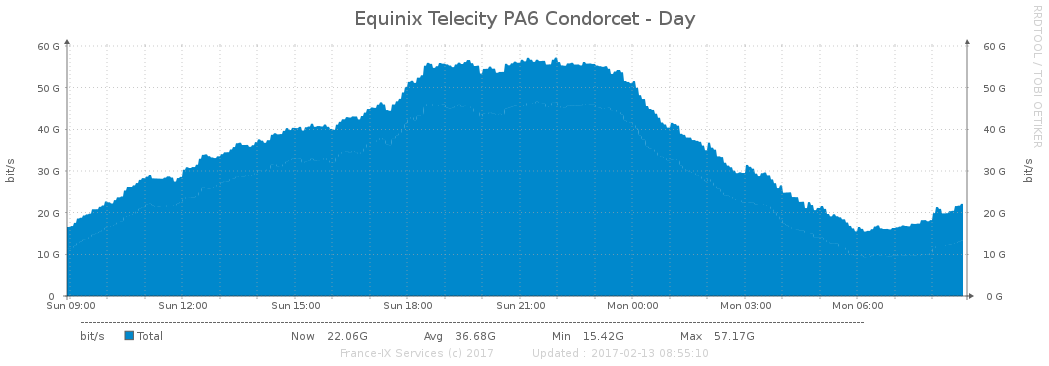 Equinix Telecity PA6 Condorcet - Day
RRDTOOL / TOBI OETIKER
bit/s
60 G
50 G
40 G
30 G
20 G
10 G
0
60 G
50 G
40 G
30 G
20 G
10 G
0 G
bit/s
Sun 09:00 Sun 12:00 Sun 15:00 Sun 18:00 Sun 21:00 Mon 00:00 Mon 03:00 Mon 06:00
bit/s Total Now 22.06G Avg 36.68G Min 15.42G Max 57.17G
France-IX Services (c) 2017 Updated : 2017-02-13 08:55:10